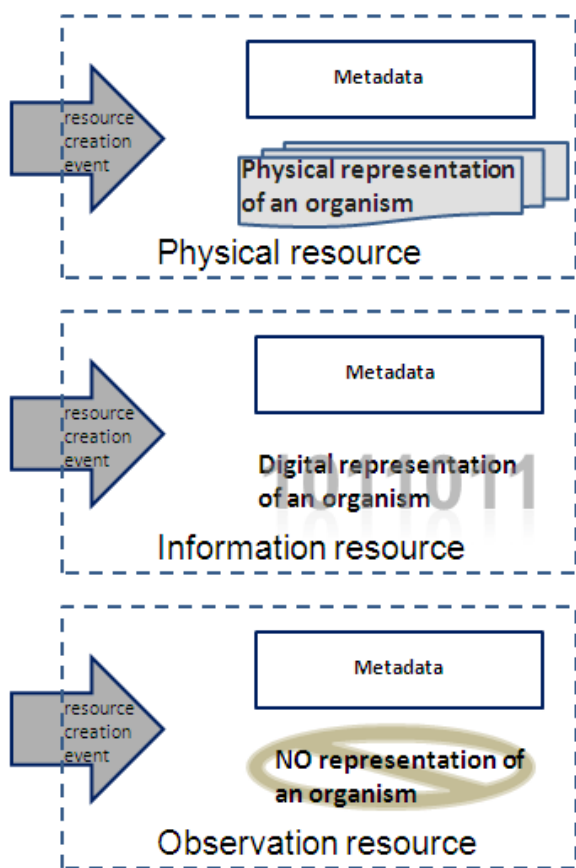 Metadata
resource
creation
event
Physical representation
of an organism
Physical resource
Metadata
resource
creation
event
Digital representation
1011011
of an organism
Information resource
Metadata
resource
creation
event
NO representation of
an organism
Observation resource